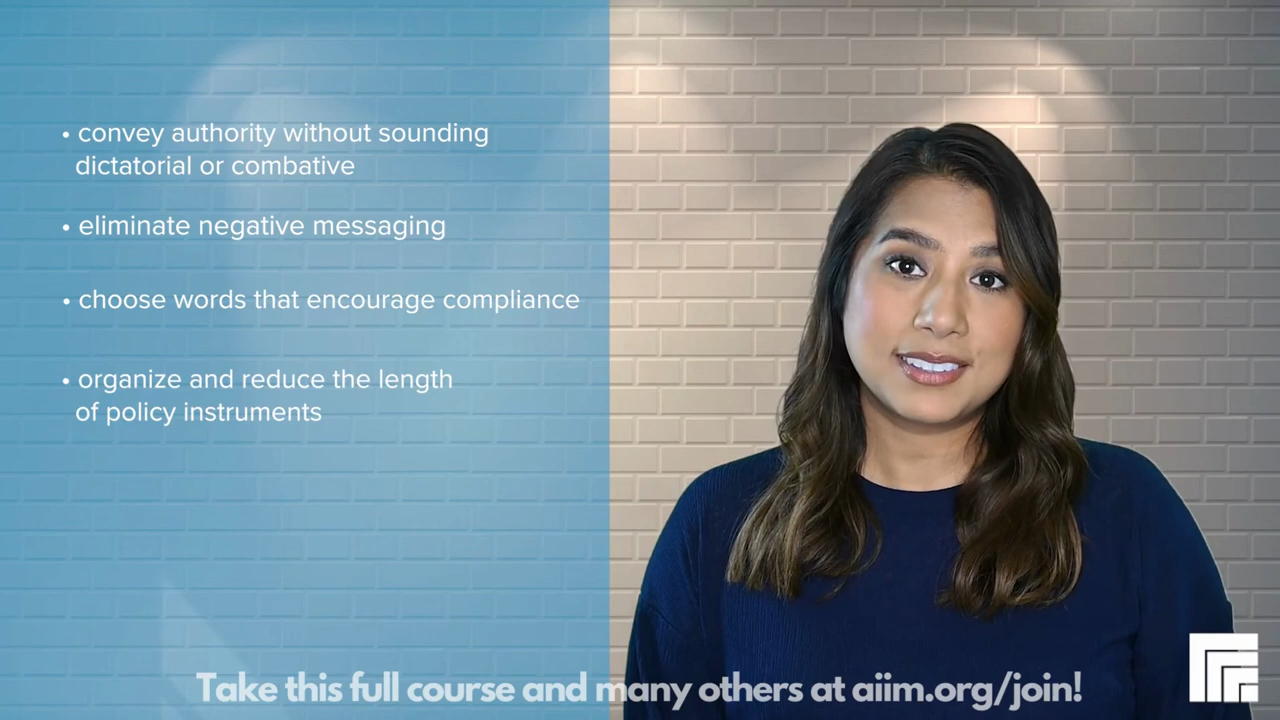 • convey authority without sounding
dictatorial or combative
• eliminate negative messaging
• choose words that encourage compliance
• organize and reduce the length
of policy instruments
Take this full course and many others at aiim.org/join!